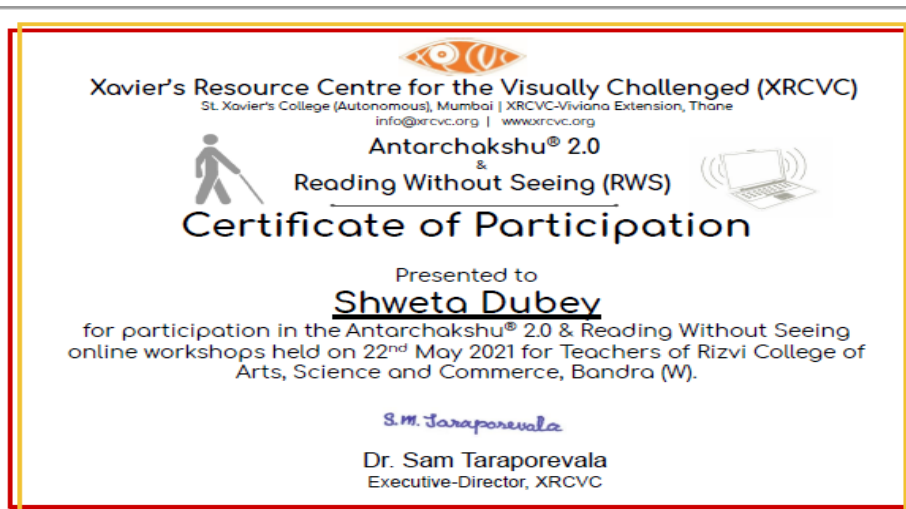 XRCVC
Xavier's Resource Centre for the Visually Challenged (XRCVC)
St. Xavier's College (Autonomous), Mumbai | XRCVC-Viviana Extension, Thane
info@xrcvc.org | www.xrcvc.org
Antarchakshu® 2.0
&
Reading Without Seeing (RWS)
Certificate of Participation
Presented to
Shweta Dubey
for participation in the Antarchakshu® 2.0 & Reading Without Seeing
online workshops held on 22nd May 2021 for Teachers of Rizvi College of
Arts, Science and Commerce, Bandra (W).
S.M. Taraporevala
Dr. Sam Taraporevala
Executive-Director, XRCVC